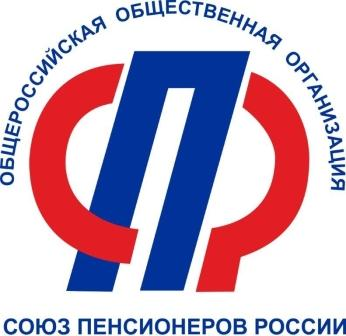 ОБЩЕРОССИЙСКАЯ ОБЩЕСТВЕННАЯ ОРГАНИЗАЦИЯ
СПР
СОЮЗ ПЕНСИОНЕРОВ РОССИИ